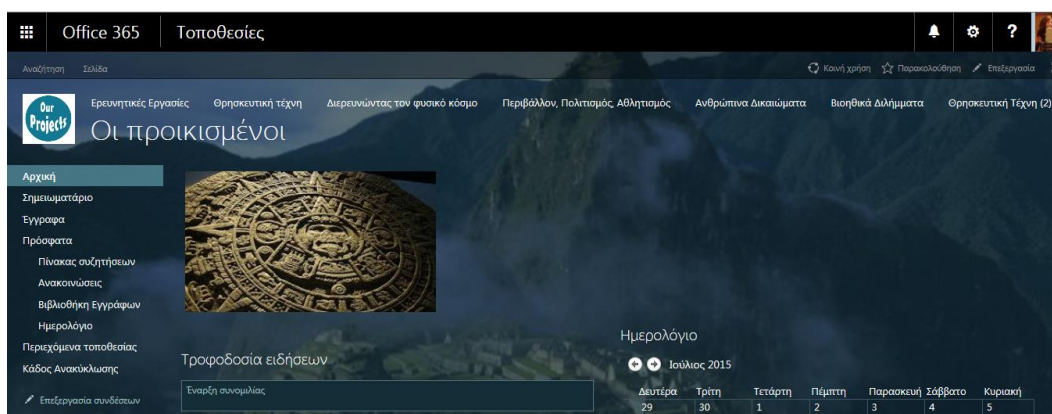 Office 365 Τοποθεσίες ?
Αναζήτηση Σελίδα Κοινή χρήση Παρακολούθηση Επεξεργασία
Our Projects
Ερευνητικές Εργασίες Θρησκευτική τέχνη Διερευνώντας τον φυσικό κόσμο Περιβάλλον, Πολιτισμός, Αθλητισμός Ανθρώπινα Δικαιώματα Βιοηθικά Διλήμματα Θρησκευτική Τέχνη (2)
Οι προικισμένοι
Αρχική
Σημειωματάριο
Έγγραφα
Πρόσφατα
Πίνακας συζητήσεων
Ανακοινώσεις
Βιβλιοθήκη Εγγράφων
Ημερολόγιο
Περιεχόμενα τοποθεσίας
Κάδος Ανακύκλωσης
Επεξεργασία συνδέσεων
Τροφοδοσία ειδήσεων
Έναρξη συνομιλίας
Ημερολόγιο
Ιούλιος 2015
Δευτέρα Τρίτη Τετάρτη Πέμπτη Παρασκευή Σάββατο Κυριακή
29 30 1 2 3 4 5